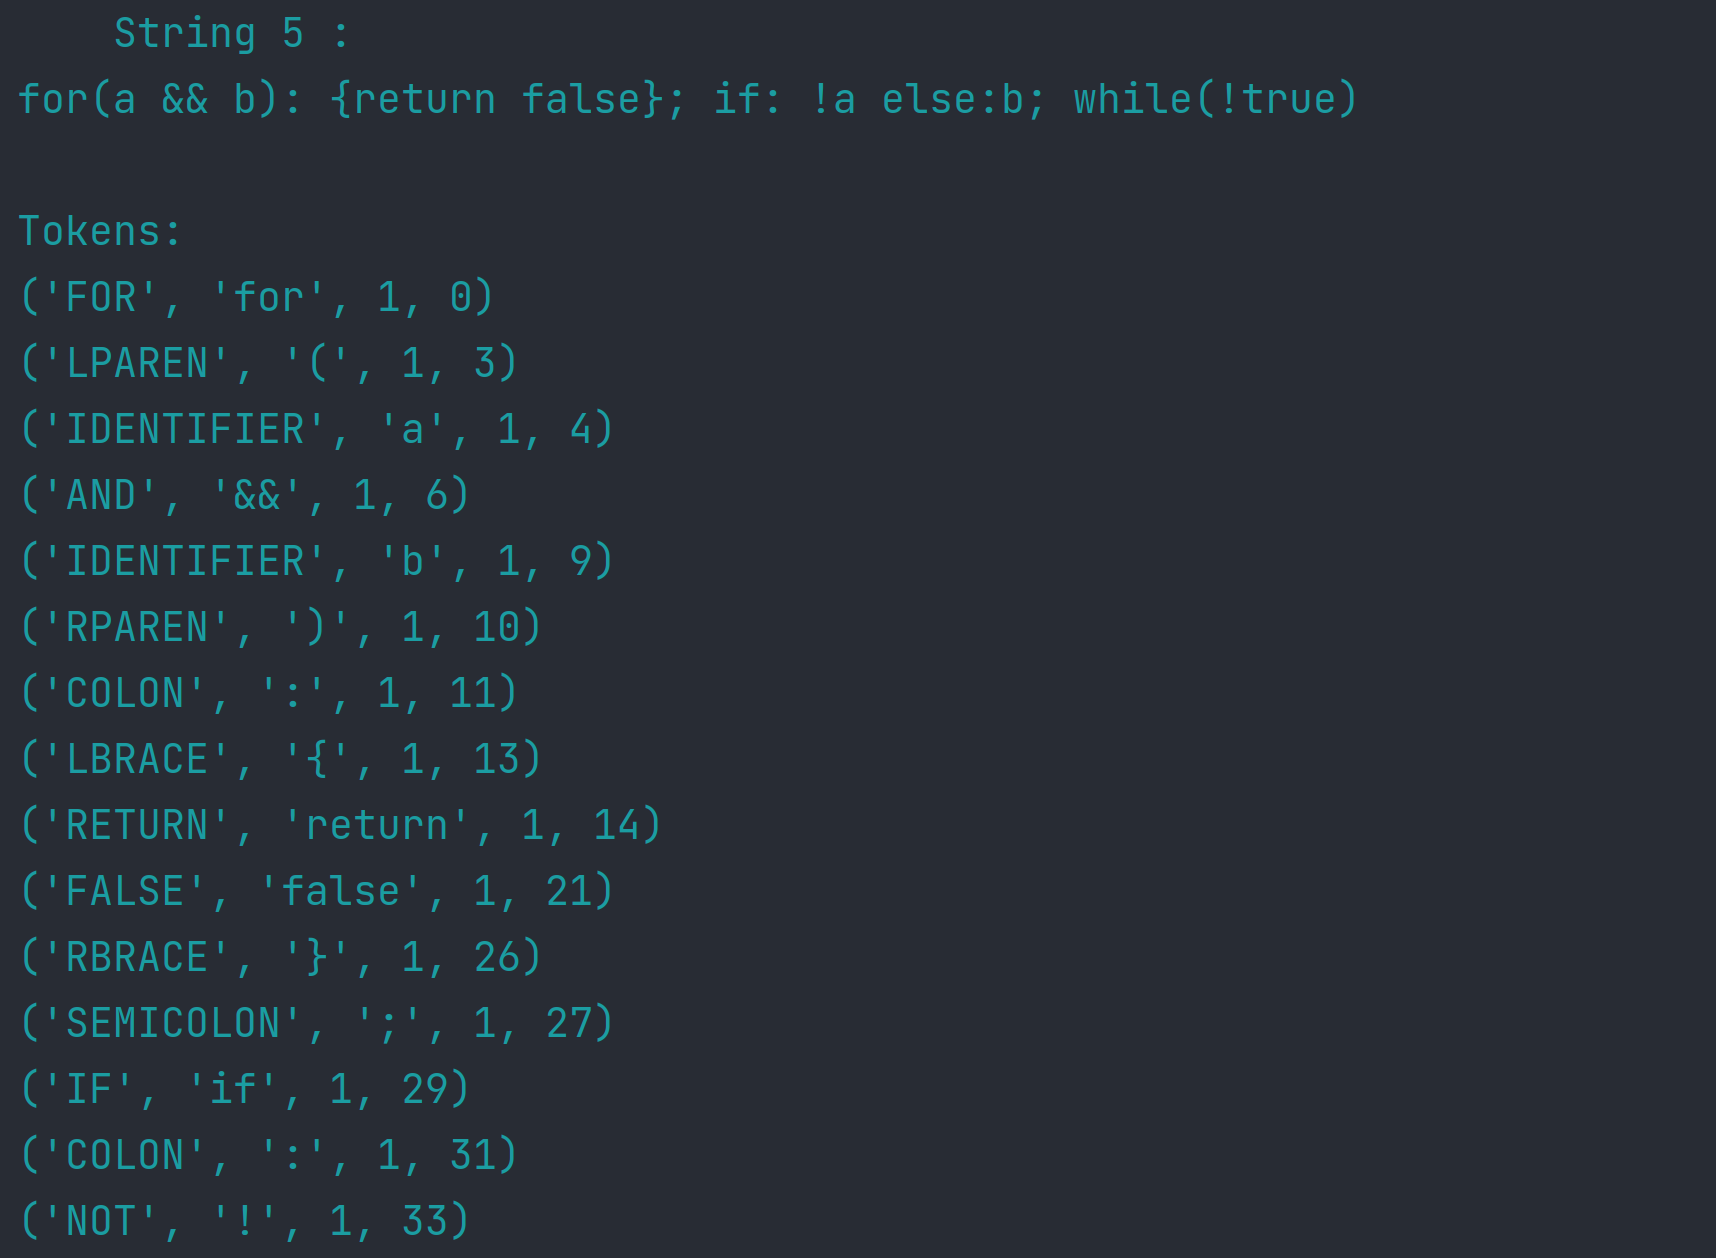 String 5 :
for(a && b): {return false}; if: !a else:b; while(!true)
Tokens:
('FOR', 'for', 1, 0)
('LPAREN', '(', 1, 3)
('IDENTIFIER', 'a', 1, 4)
('AND', '&&', 1, 6)
('IDENTIFIER', 'b', 1, 9)
('RPAREN', ')', 1, 10)
('COLON', ':', 1, 11)
('LBRACE', '{', 1, 13)
('RETURN', 'return', 1, 14)
('FALSE', 'false', 1, 21)
('RBRACE', '}', 1, 26)
('SEMICOLON', ';', 1, 27)
('IF', 'if', 1, 29)
('COLON', ':', 1, 31)
('NOT', '!', 1, 33)